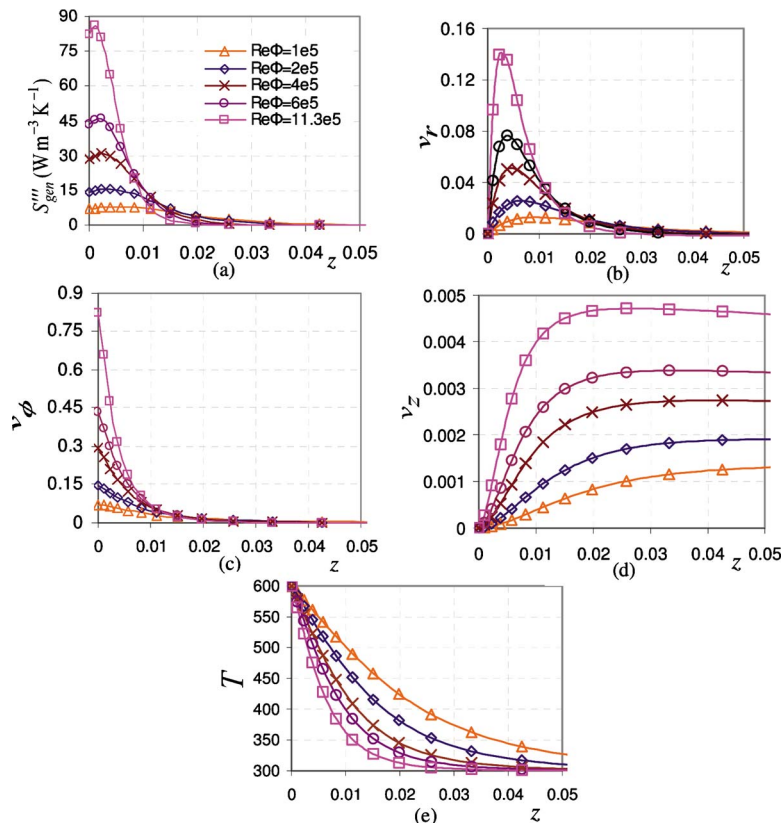 90
75
60
45
30
15
0
S'''gen (W m⁻³ K⁻¹)
ReΦ=1e5
ReΦ=2e5
ReΦ=4e5
ReΦ=6e5
ReΦ=11.3e5
0 0.01 0.02 0.03 0.04 0.05
(a) z
0.16
0.12
0.08
0.04
0
vr
0 0.01 0.02 0.03 0.04 0.05
(b) z
0.9
0.75
0.6
0.45
0.3
0.15
0
vϕ
0 0.01 0.02 0.03 0.04 0.05
(c) z
0.005
0.004
0.003
0.002
0.001
0
vz
0 0.01 0.02 0.03 0.04 0.05
(d) z
600
550
500
450
400
350
300
T
0 0.01 0.02 0.03 0.04 0.05
(e) z